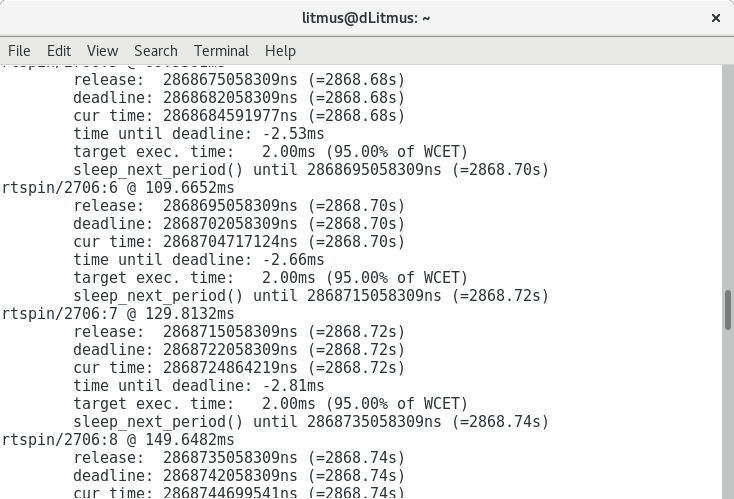 litmus@dLitmus: ~
File Edit View Search Terminal Help
release:  2868675058309ns (=2868.68s)
deadline: 2868682058309ns (=2868.68s)
cur time: 2868684591977ns (=2868.68s)
time until deadline: -2.53ms
target exec. time:   2.00ms (95.00% of WCET)
sleep_next_period() until 2868695058309ns (=2868.70s)
rtspin/2706:6 @ 109.6652ms
release:  2868695058309ns (=2868.70s)
deadline: 2868702058309ns (=2868.70s)
cur time: 2868704717124ns (=2868.70s)
time until deadline: -2.66ms
target exec. time:   2.00ms (95.00% of WCET)
sleep_next_period() until 2868715058309ns (=2868.72s)
rtspin/2706:7 @ 129.8132ms
release:  2868715058309ns (=2868.72s)
deadline: 2868722058309ns (=2868.72s)
cur time: 2868724864219ns (=2868.72s)
time until deadline: -2.81ms
target exec. time:   2.00ms (95.00% of WCET)
sleep_next_period() until 2868735058309ns (=2868.74s)
rtspin/2706:8 @ 149.6482ms
release:  2868735058309ns (=2868.74s)
deadline: 2868742058309ns (=2868.74s)
cur time: 2868744699541ns (=2868.74s)